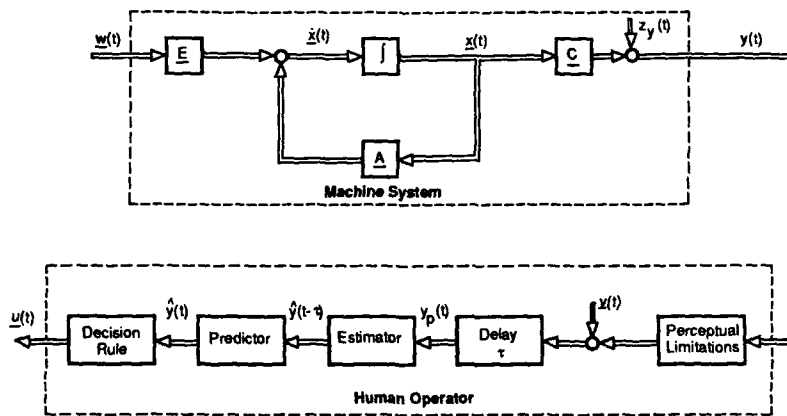 w(t)
E
ẋ(t)
∫
x(t)
C
z_y(t)
y(t)
A
Machine System
u(t)
Decision
Rule
ŷ(t)
Predictor
ŷ(t-τ)
Estimator
y_p(t)
Delay
τ
v(t)
Perceptual
Limitations
Human Operator